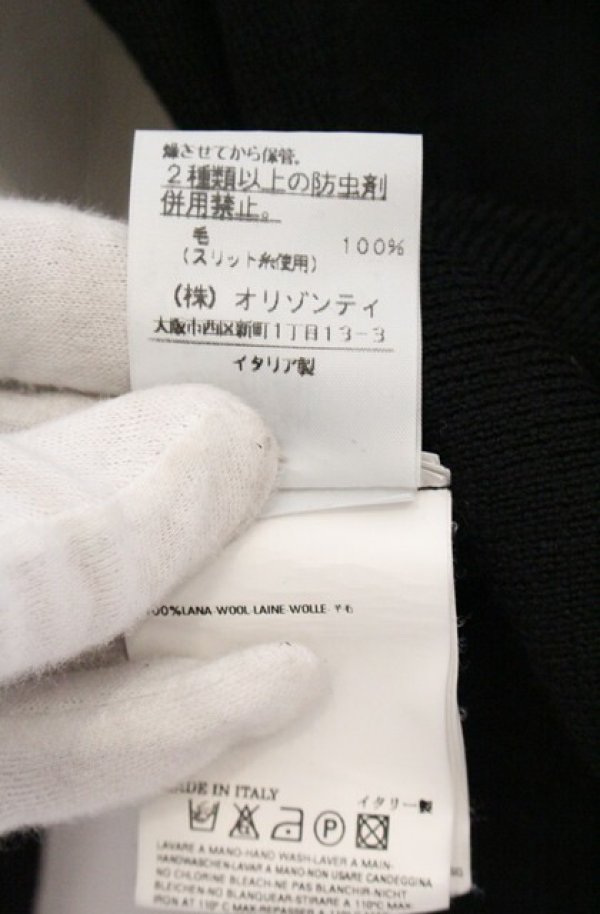 燥させてから保管。
2種類以上の防虫剤
併用禁止。
毛 100%
(スリット糸使用)
(株)オリゾンティ
大阪市西区新町1丁目13-3
イタリア製
00%LANA·WOOL·LAINE·WOLLE·
ADE IN ITALY
イタリー製
P
LAVARE A MANO-HAND WASH-LAVER A MAIN-
HANDWASCHEN-LAVAR A MANO-NON USARE CANDEGGINA
NO CHLORINE BLEACH-NE PAS BLANCHIR-NICHT
BLEICHEN-NO BLANQUEAR-STIRARE A 110°C MAX-
IRON AT 110°C MAX-REPASSER A 110°C MAX